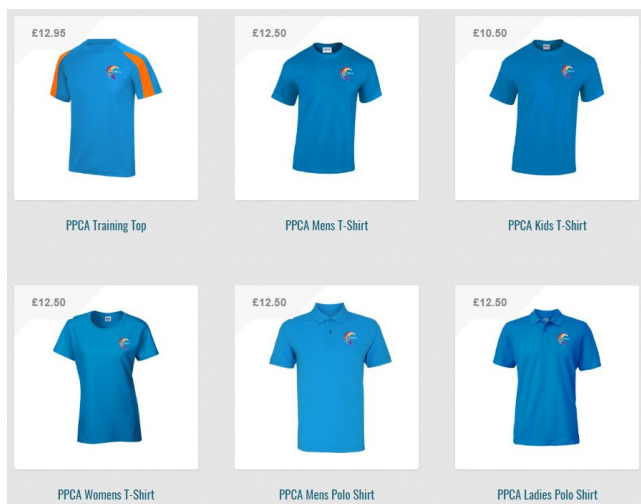 £12.95
£12.50
£10.50
PPCA Training Top
PPCA Mens T-Shirt
PPCA Kids T-Shirt
£12.50
£12.50
£12.50
PPCA Womens T-Shirt
PPCA Mens Polo Shirt
PPCA Ladies Polo Shirt